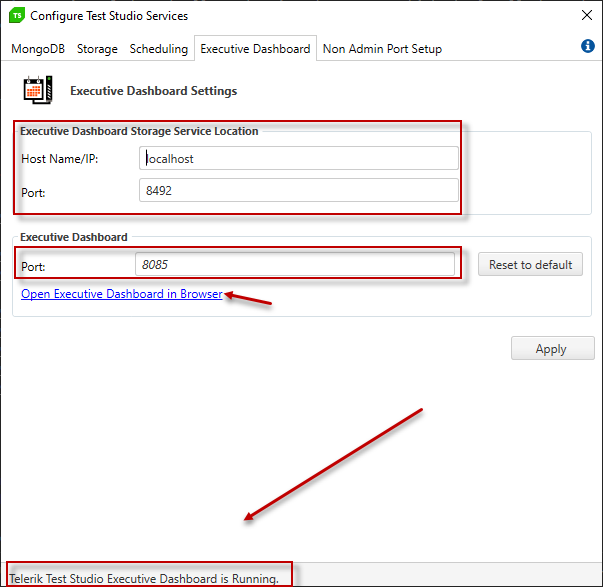 TS Configure Test Studio Services
MongoDB Storage Scheduling Executive Dashboard Non Admin Port Setup i
Executive Dashboard Settings
Executive Dashboard Storage Service Location
Host Name/IP: localhost
Port: 8492
Executive Dashboard
Port: 8085 Reset to default
Open Executive Dashboard in Browser
Apply
Telerik Test Studio Executive Dashboard is Running.